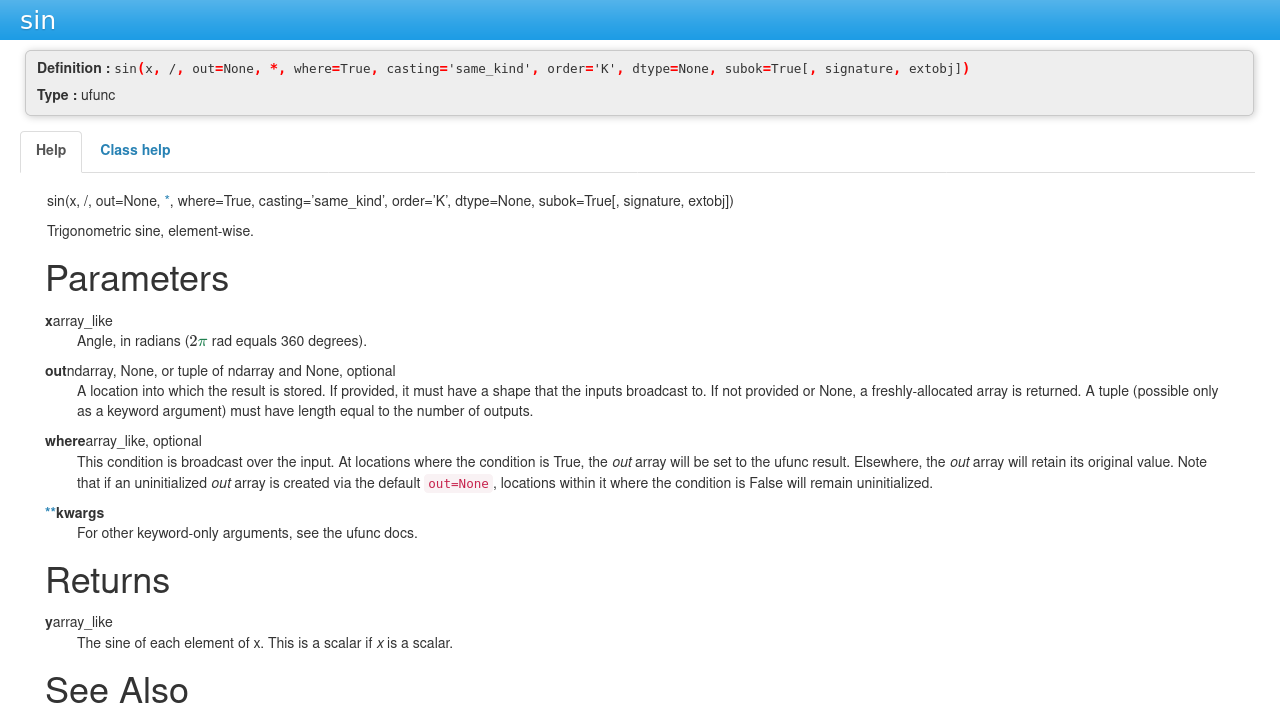 sin
Definition : sin(x, /, out=None, *, where=True, casting='same_kind', order='K', dtype=None, subok=True[, signature, extobj])
Type : ufunc
Help Class help
sin(x, /, out=None, *, where=True, casting=’same_kind’, order=’K’, dtype=None, subok=True[, signature, extobj])
Trigonometric sine, element-wise.
Parameters
xarray_like
Angle, in radians (2π rad equals 360 degrees).
outndarray, None, or tuple of ndarray and None, optional
A location into which the result is stored. If provided, it must have a shape that the inputs broadcast to. If not provided or None, a freshly-allocated array is returned. A tuple (possible only
as a keyword argument) must have length equal to the number of outputs.
wherearray_like, optional
This condition is broadcast over the input. At locations where the condition is True, the out array will be set to the ufunc result. Elsewhere, the out array will retain its original value. Note
that if an uninitialized out array is created via the default out=None, locations within it where the condition is False will remain uninitialized.
**kwargs
For other keyword-only arguments, see the ufunc docs.
Returns
yarray_like
The sine of each element of x. This is a scalar if x is a scalar.
See Also